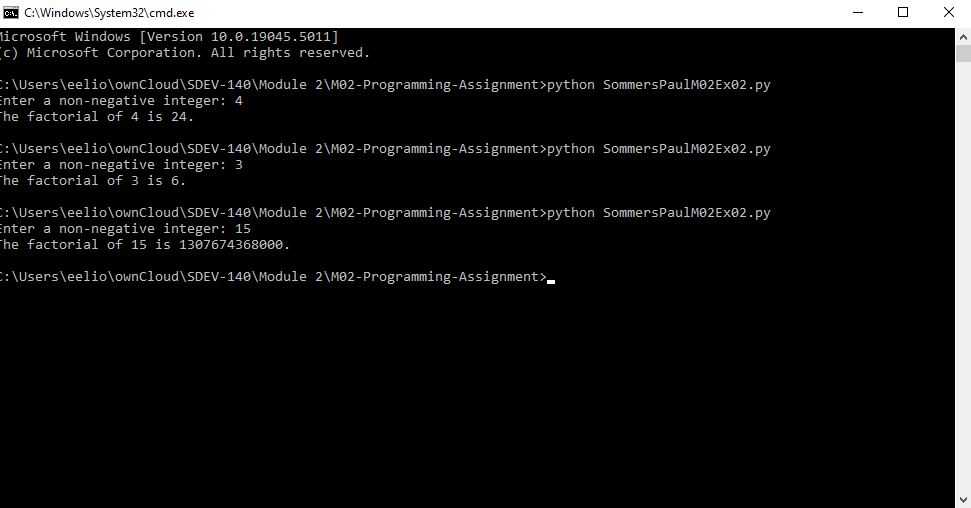 C:\Windows\System32\cmd.exe
Microsoft Windows [Version 10.0.19045.5011]
(c) Microsoft Corporation. All rights reserved.
C:\Users\eelio\ownCloud\SDEV-140\Module 2\M02-Programming-Assignment>python SommersPaulM02Ex02.py
Enter a non-negative integer: 4
The factorial of 4 is 24.
C:\Users\eelio\ownCloud\SDEV-140\Module 2\M02-Programming-Assignment>python SommersPaulM02Ex02.py
Enter a non-negative integer: 3
The factorial of 3 is 6.
C:\Users\eelio\ownCloud\SDEV-140\Module 2\M02-Programming-Assignment>python SommersPaulM02Ex02.py
Enter a non-negative integer: 15
The factorial of 15 is 1307674368000.
C:\Users\eelio\ownCloud\SDEV-140\Module 2\M02-Programming-Assignment>